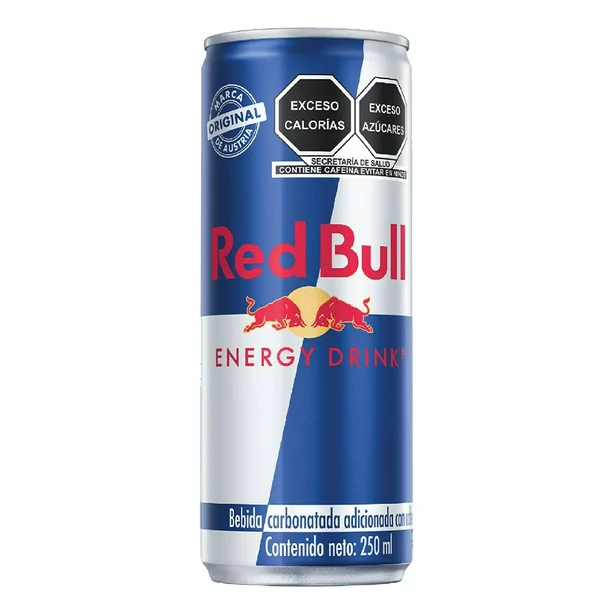 MARCA
ORIGINAL
DE AUSTRIA
EXCESO
CALORÍAS
EXCESO
AZÚCARES
SECRETARÍA DE SALUD
CONTIENE CAFEÍNA EVITAR EN NIÑOS
Red Bull
ENERGY DRINK
Bebida carbonatada adicionada con
Contenido neto: 250 ml